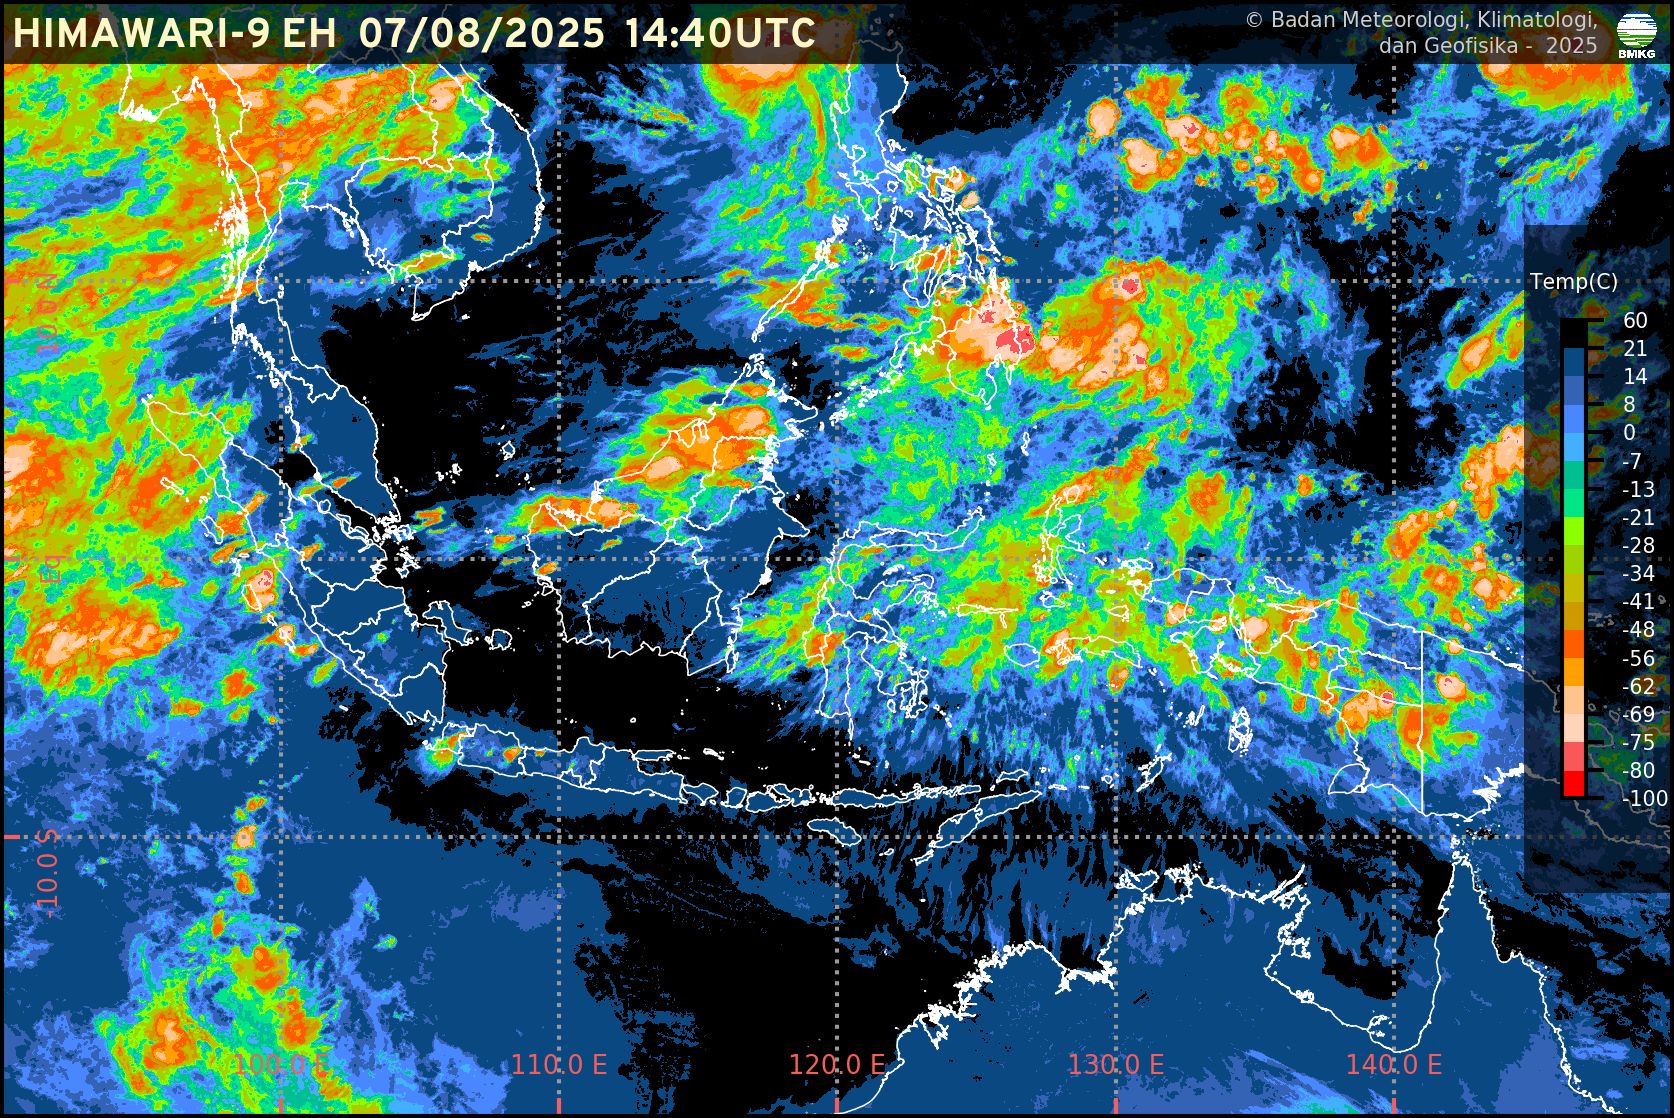 HIMAWARI-9 EH 07/08/2025 14:40UTC
© Badan Meteorologi, Klimatologi,
dan Geofisika - 2025
BMKG
Temp(C)
60
21
14
8
0
-7
-13
-21
-28
-34
-41
-48
-56
-62
-69
-75
-80
-100
10.0 N
Eq
-10.0 S
100.0 E
110.0 E
120.0 E
130.0 E
140.0 E